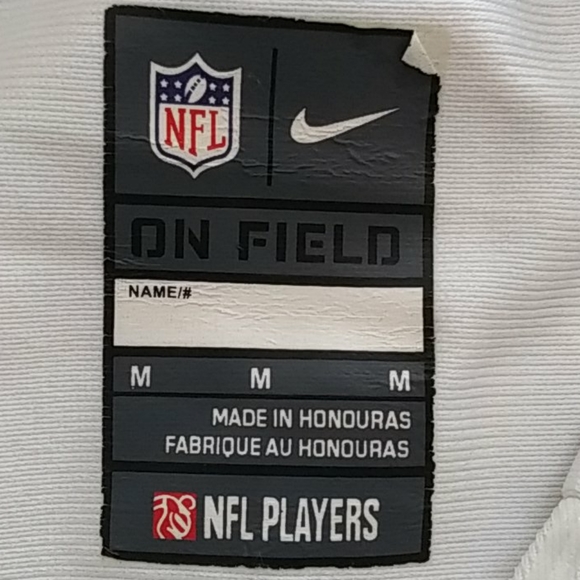 NFL
ON FIELD
NAME/#
M M M
MADE IN HONOURAS
FABRIQUE AU HONOURAS
NFL PLAYERS